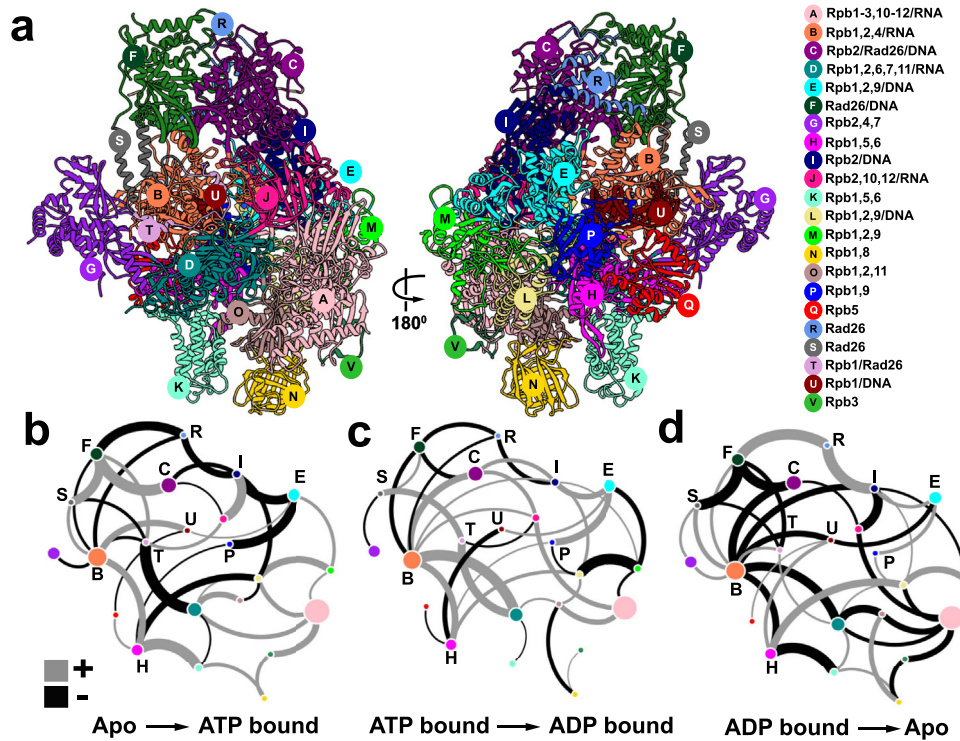 a
R
F
C
S
I
B
U
E
J
T
M
G
D
O
A
V
K
N
180⁰
C
F
R
I
S
B
E
U
G
M
P
L
H
Q
V
N
K
A Rpb1-3,10-12/RNA
B Rpb1,2,4/RNA
C Rpb2/Rad26/DNA
D Rpb1,2,6,7,11/RNA
E Rpb1,2,9/DNA
F Rad26/DNA
G Rpb2,4,7
H Rpb1,5,6
I Rpb2/DNA
J Rpb2,10,12/RNA
K Rpb1,5,6
L Rpb1,2,9/DNA
M Rpb1,2,9
N Rpb1,8
O Rpb1,2,11
P Rpb1,9
Q Rpb5
R Rad26
S Rad26
T Rpb1/Rad26
U Rpb1/DNA
V Rpb3
b
F
R
C
I
E
S
U
T
P
B
H
+
-
Apo → ATP bound
c
F
R
C
I
E
S
T
U
P
B
H
ATP bound → ADP bound
d
R
F
C
I
E
S
T
U
P
B
H
ADP bound → Apo